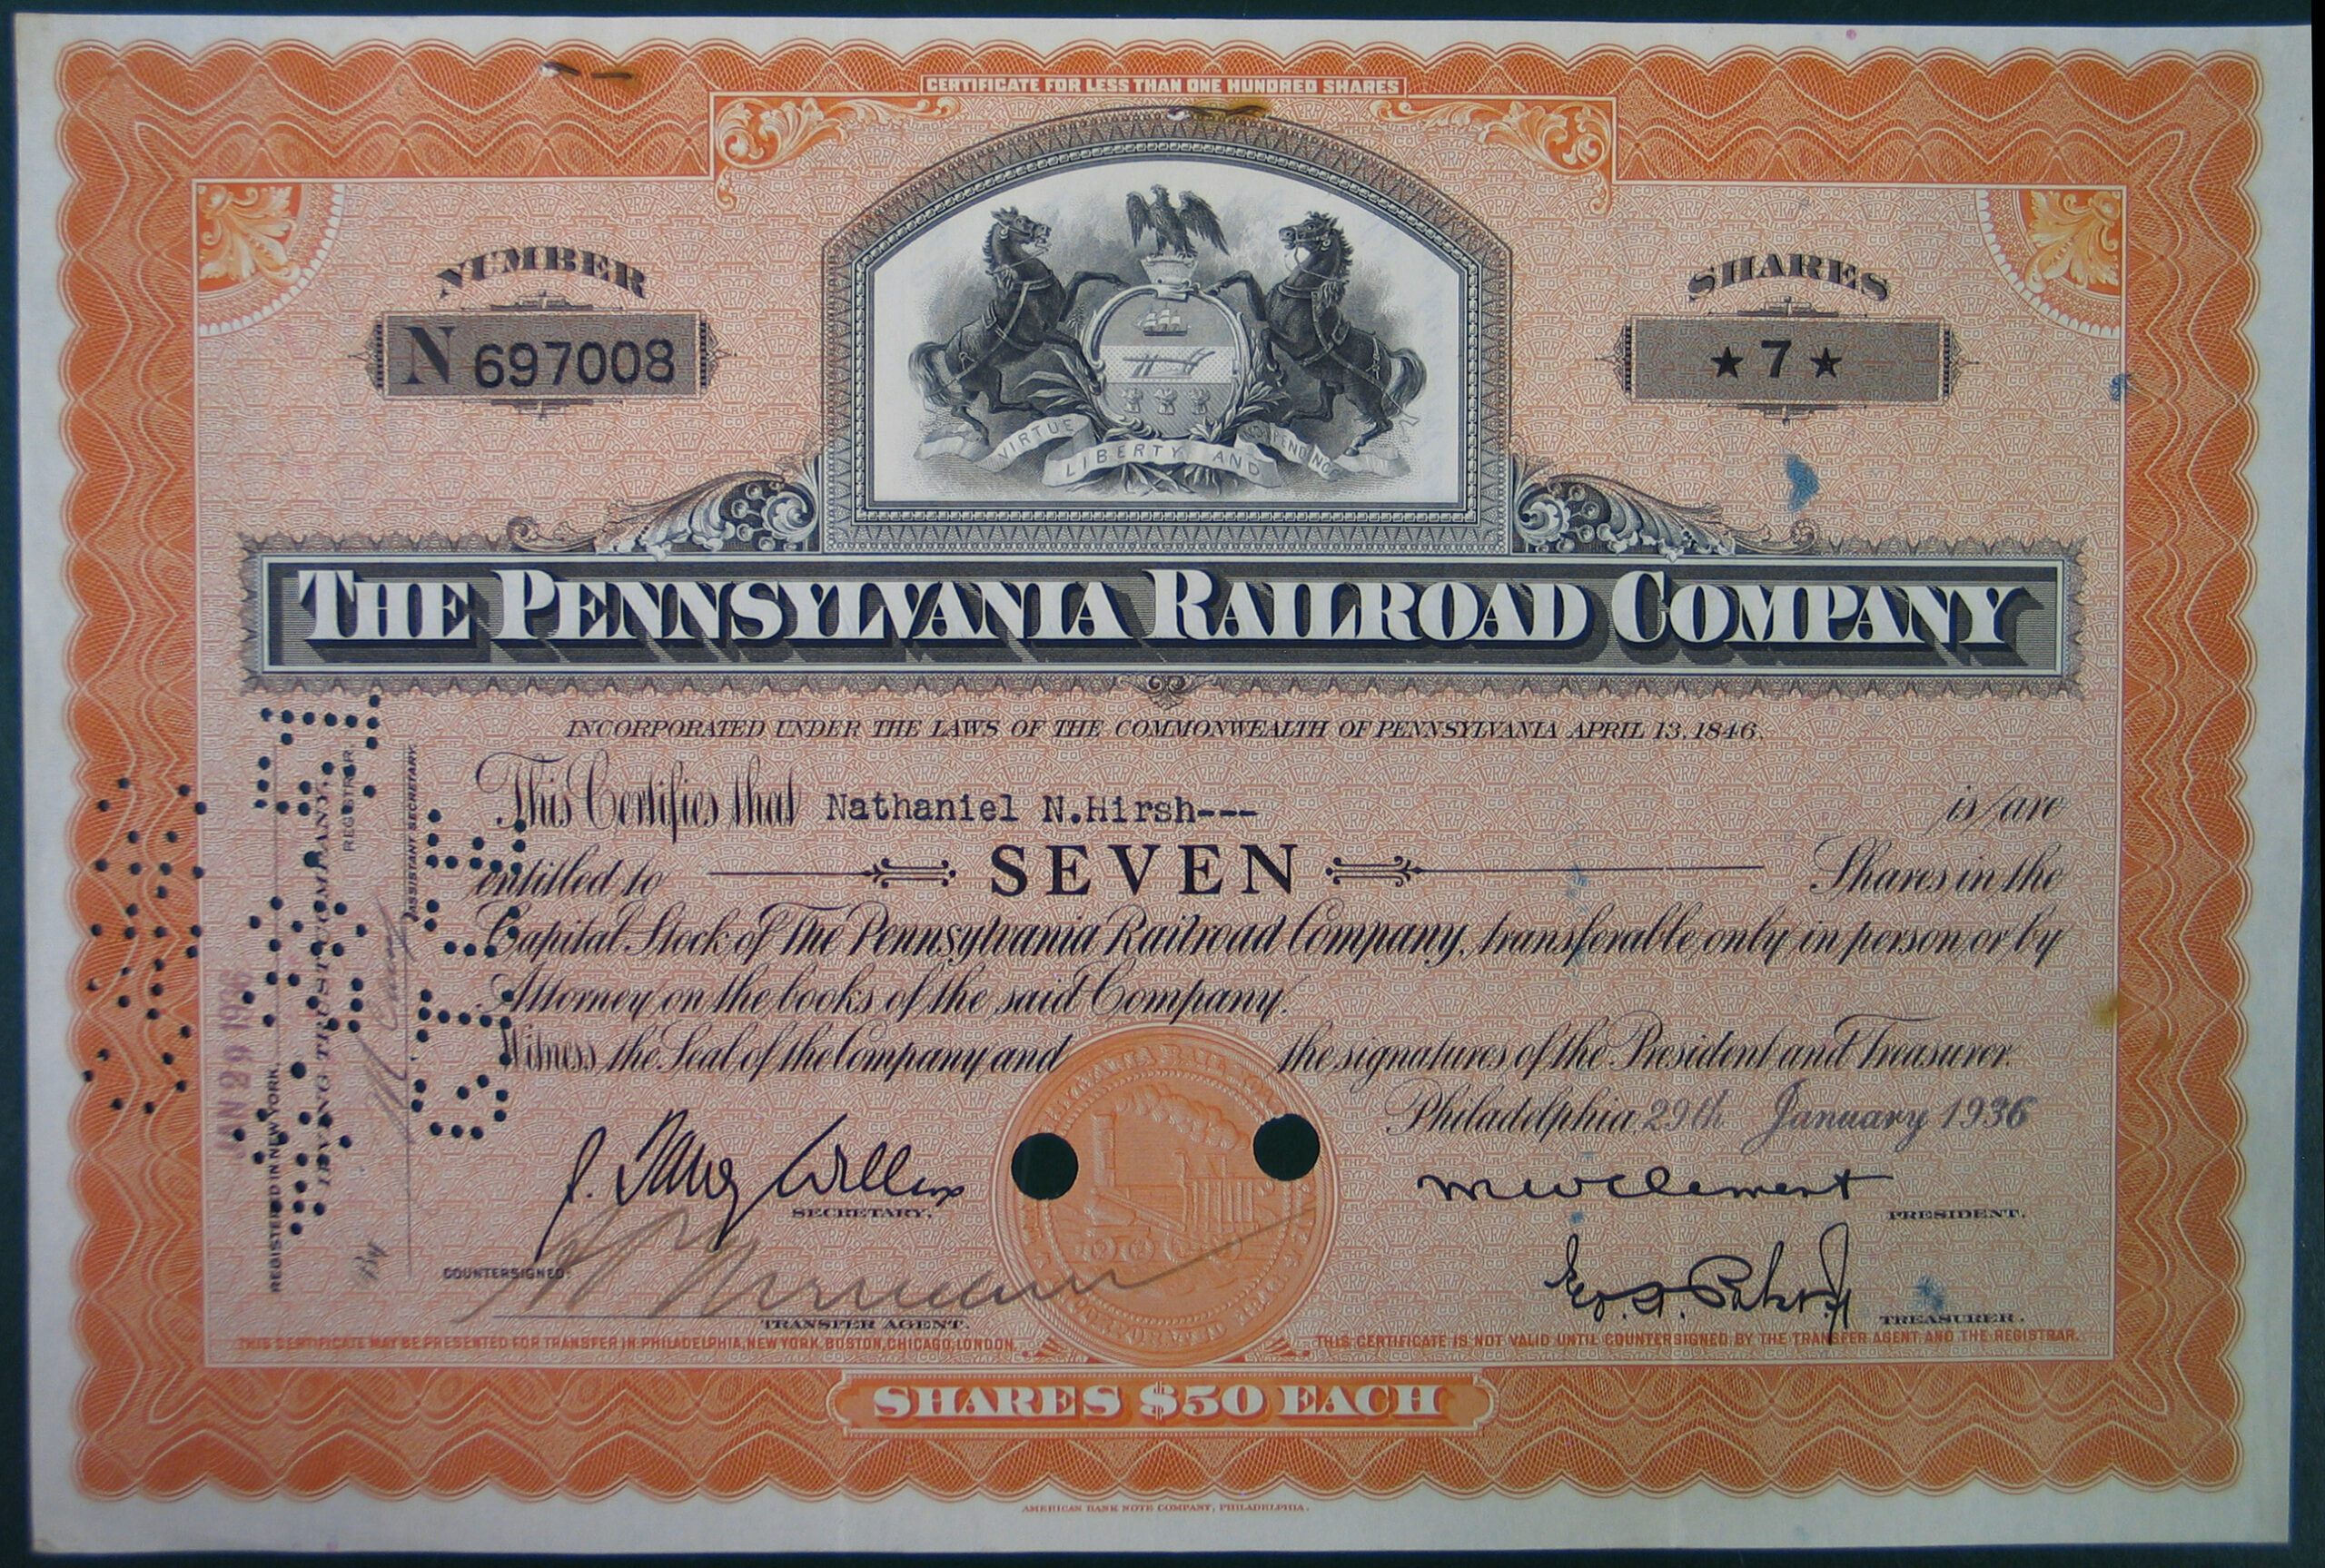 CERTIFICATE FOR LESS THAN ONE HUNDRED SHARES
NUMBER
N 697008
SHARES
★ 7 ★
VIRTUE LIBERTY AND PENDING
THE PENNSYLVANIA RAILROAD COMPANY
INCORPORATED UNDER THE LAWS OF THE COMMONWEALTH OF PENNSYLVANIA APRIL 13, 1846.
This Certifies that Nathaniel N.Hirsh--- is/are
entitled to SEVEN Shares in the
Capital Stock of The Pennsylvania Railroad Company, transferable only in person or by
Attorney on the books of the said Company.
Witness the Seal of the Company and the signatures of the President and Treasurer.
Philadelphia 29th January 1936
SECRETARY.
M W Clement
PRESIDENT.
COUNTERSIGNED:
TRANSFER AGENT.
TREASURER.
THIS CERTIFICATE MAY BE PRESENTED FOR TRANSFER IN PHILADELPHIA, NEW YORK, BOSTON, CHICAGO, LONDON.
THIS CERTIFICATE IS NOT VALID UNTIL COUNTERSIGNED BY THE TRANSFER AGENT AND THE REGISTRAR.
SHARES $50 EACH
AMERICAN BANK NOTE COMPANY, PHILADELPHIA.
JAN 29 1936
REGISTERED IN NEW YORK.
IRVING TRUST COMPANY,
REGISTRAR.
By
ASSISTANT SECRETARY.